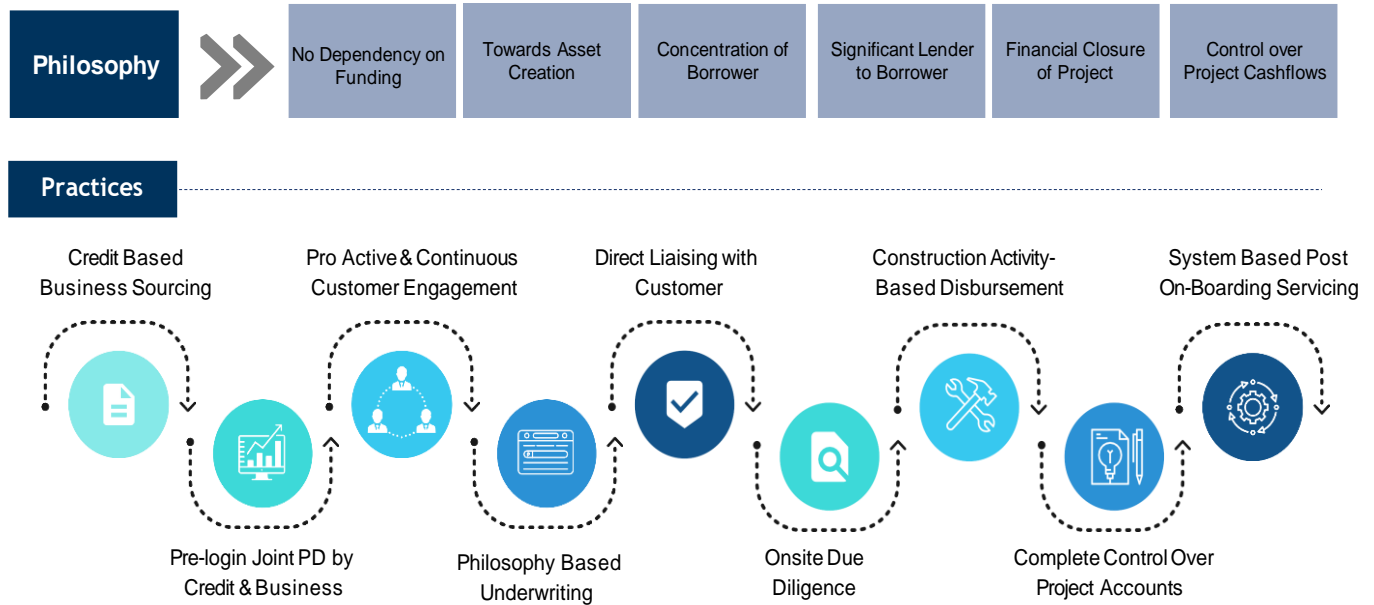 Philosophy
No Dependency on
Funding
Towards Asset
Creation
Concentration of
Borrower
Significant Lender
to Borrower
Financial Closure
of Project
Control over
Project Cashflows
Practices
Credit Based
Business Sourcing
Pre-login Joint PD by
Credit & Business
Pro Active & Continuous
Customer Engagement
Philosophy Based
Underwriting
Direct Liaising with
Customer
Onsite Due
Diligence
Construction Activity-
Based Disbursement
Complete Control Over
Project Accounts
System Based Post
On-Boarding Servicing